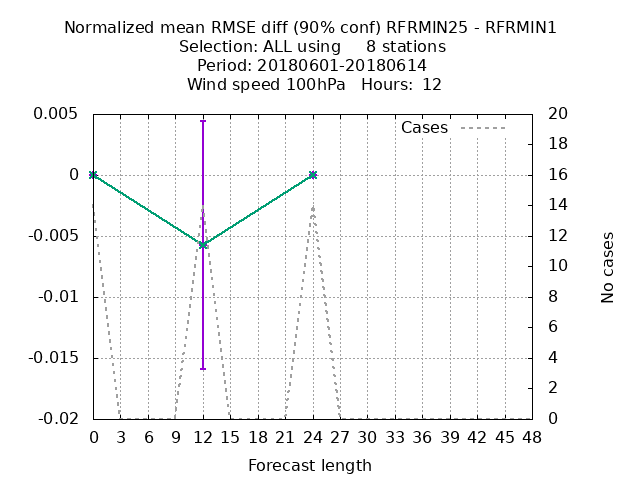 Normalized mean RMSE diff (90% conf) RFRMIN25 - RFRMIN1
Selection: ALL using     8 stations
Period: 20180601-20180614
Wind speed 100hPa   Hours:  12
Cases
0.005
0
-0.005
-0.01
-0.015
-0.02
20
18
16
14
12
10
8
6
4
2
0
No cases
0 3 6 9 12 15 18 21 24 27 30 33 36 39 42 45 48
Forecast length